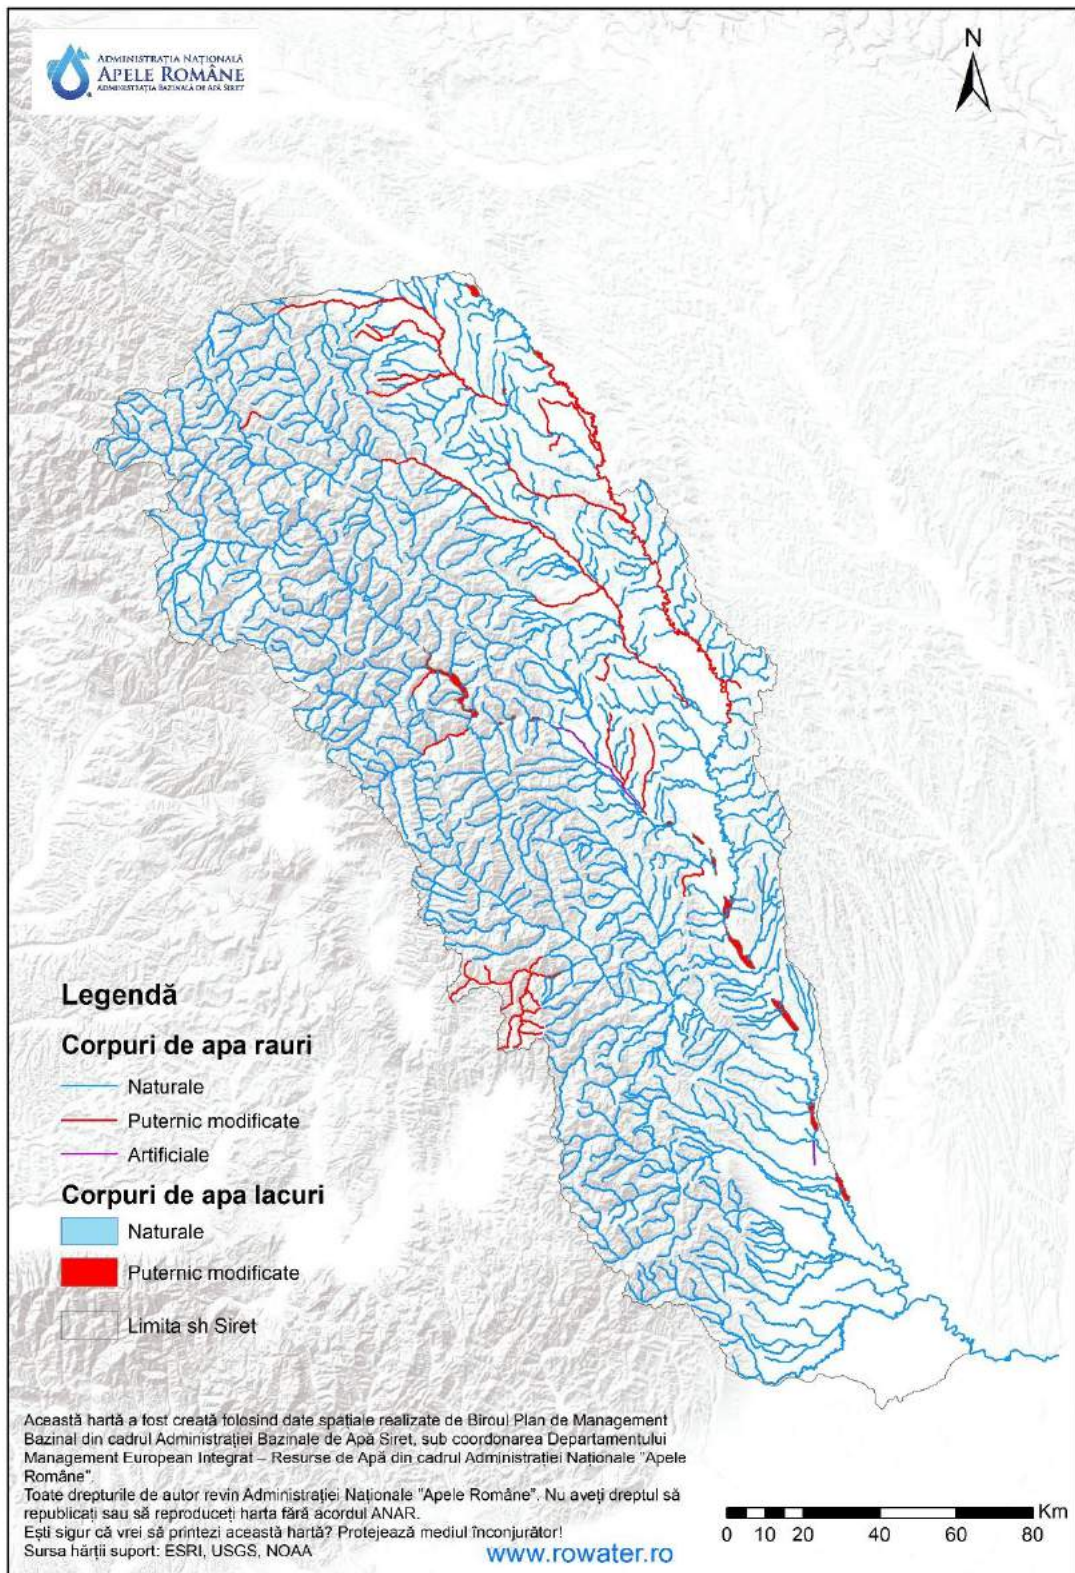 ADMINISTRAȚIA NAȚIONALĂ
APELE ROMÂNE
ADMINISTRAȚIA BAZINALĂ DE APĂ SIRET
N
Legendă
Corpuri de apa rauri
Naturale
Puternic modificate
Artificiale
Corpuri de apa lacuri
Naturale
Puternic modificate
Limita sh Siret
Această hartă a fost creată folosind date spațiale realizate de Biroul Plan de Management
Bazinal din cadrul Administrației Bazinale de Apă Siret, sub coordonarea Departamentului
Management European Integrat – Resurse de Apă din cadrul Administrației Naționale "Apele
Române".
Toate drepturile de autor revin Administrației Naționale "Apele Române". Nu aveți dreptul să
republicați sau să reproduceți harta fără acordul ANAR.
Ești sigur că vrei să printezi această hartă? Protejează mediul înconjurător!
Sursa hărții suport: ESRI, USGS, NOAA
www.rowater.ro
Km
0 10 20 40 60 80